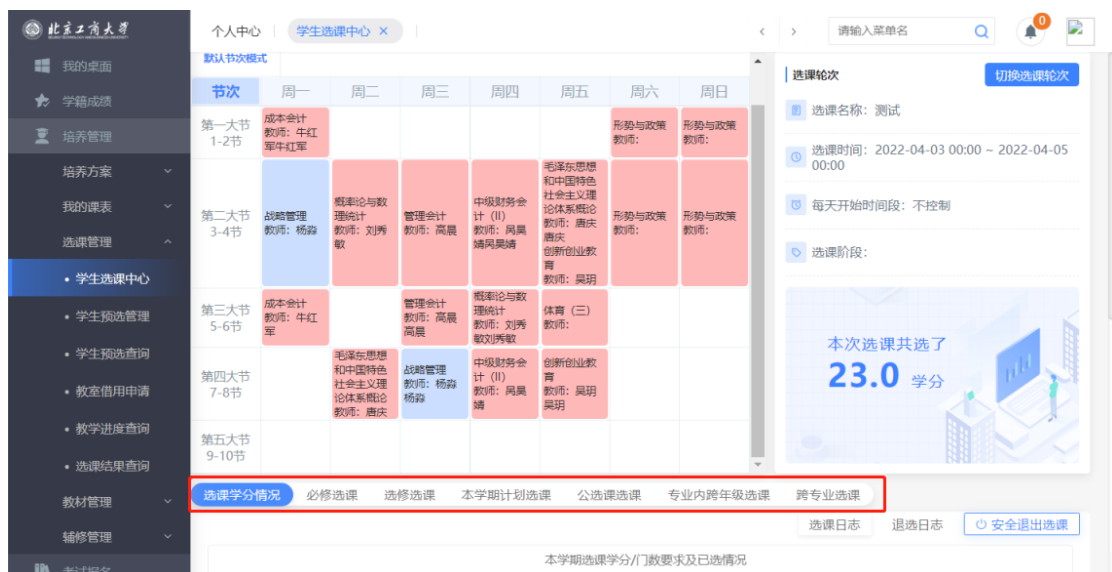 北京工商大学
个人中心
学生选课中心 ×
请输入菜单名
0
我的桌面
学籍成绩
培养管理
培养方案
我的课表
选课管理
• 学生选课中心
• 学生预选管理
• 学生预选查询
• 教室借用申请
• 教学进度查询
• 选课结果查询
教材管理
辅修管理
考试报名
默认节次模式
节次 周一 周二 周三 周四 周五 周六 周日
第一大节
1-2节
成本会计
教师：牛红
军牛红军
形势与政策
教师：
形势与政策
教师：
第二大节
3-4节
战略管理
教师：杨淼
概率论与数
理统计
教师：刘秀
敏
管理会计
教师：高晨
中级财务会
计（II）
教师：凤昊
婧凤昊婧
毛泽东思想
和中国特色
社会主义理
论体系概论
教师：唐庆
唐庆
创新创业教
育
教师：吴玥
形势与政策
教师：
形势与政策
教师：
第三大节
5-6节
成本会计
教师：牛红
军
管理会计
教师：高晨
高晨
概率论与数
理统计
教师：刘秀
敏刘秀敏
体育（三）
教师：
第四大节
7-8节
毛泽东思想
和中国特色
社会主义理
论体系概论
教师：唐庆
战略管理
教师：杨淼
杨淼
中级财务会
计（II）
教师：凤昊
婧
创新创业教
育
教师：吴玥
吴玥
第五大节
9-10节
选课轮次
切换选课轮次
选课名称：测试
选课时间：2022-04-03 00:00 ~ 2022-04-05
00:00
每天开始时间段：不控制
选课阶段：
本次选课共选了
23.0 学分
选课学分情况 必修选课 选修选课 本学期计划选课 公选课选课 专业内跨年级选课 跨专业选课
选课日志 退选日志 安全退出选课
本学期选课学分/门数要求及已选情况